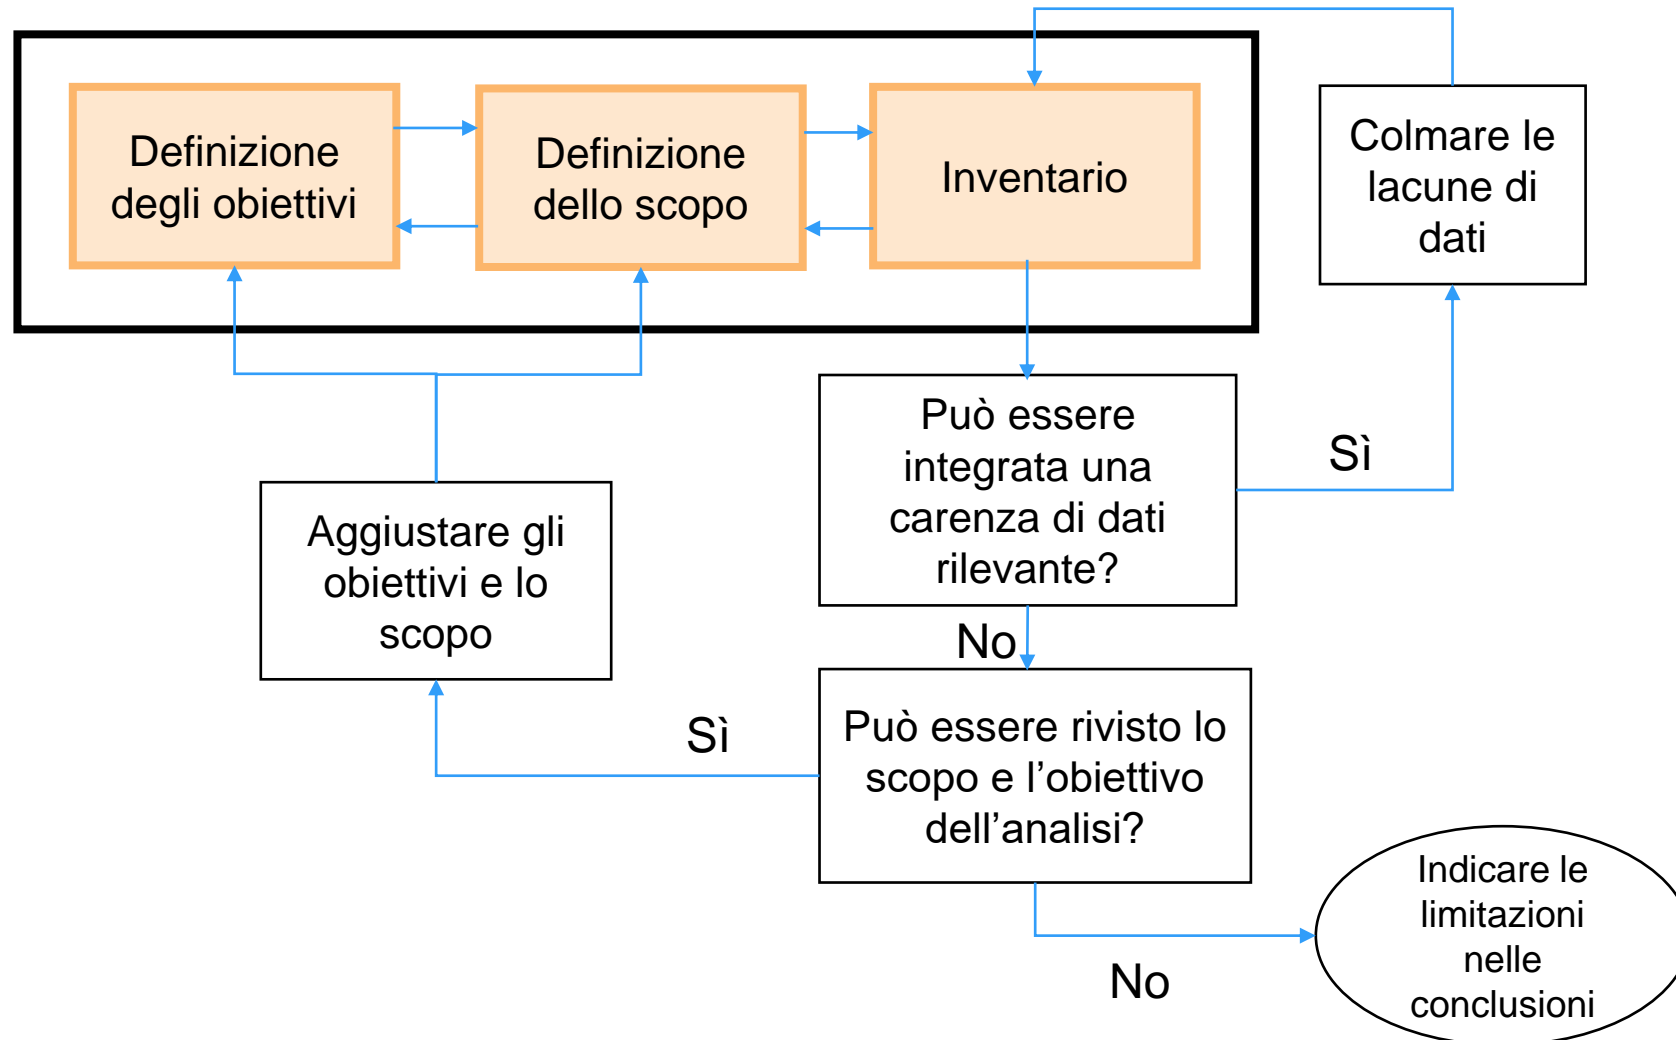 Definizione
degli obiettivi
Definizione
dello scopo
Inventario
Colmare le
lacune di
dati
Può essere
integrata una
carenza di dati
rilevante?
Sì
Aggiustare gli
obiettivi e lo
scopo
No
Può essere rivisto lo
scopo e l’obiettivo
dell’analisi?
Sì
Indicare le
limitazioni
nelle
conclusioni
No